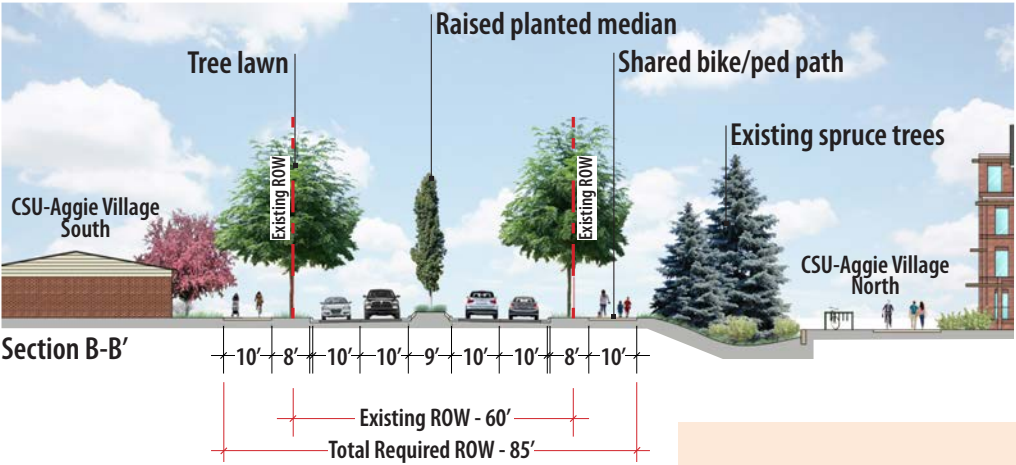 Raised planted median
Tree lawn
Shared bike/ped path
Existing spruce trees
Existing ROW
Existing ROW
CSU-Aggie Village
South
CSU-Aggie Village
North
Section B-B’
10’ 8’ 10’ 10’ 9’ 10’ 10’ 8’ 10’
Existing ROW - 60’
Total Required ROW - 85’